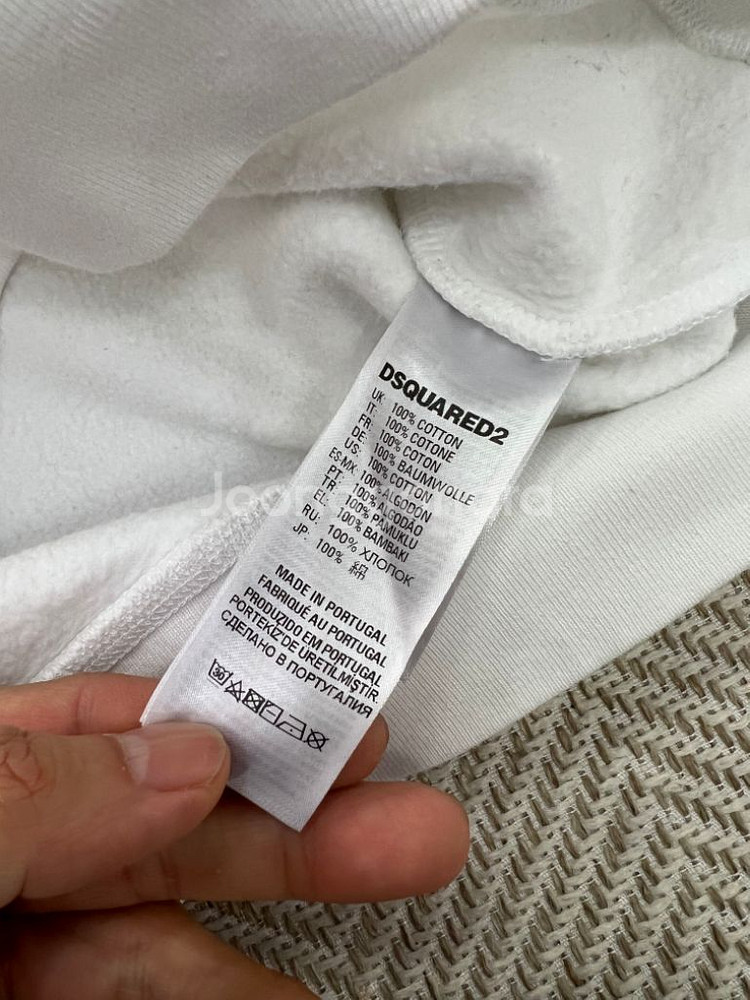 DSQUARED2
UK: 100% COTTON
IT: 100% COTONE
FR: 100% COTON
DE: 100% BAUMWOLLE
US: 100% COTTON
ES-MX: 100% ALGODON
PT: 100% ALGODÃO
TR: 100% PAMUKLU
EL: 100% BAMBAKI
RU: 100% ХЛОПОК
JP: 100% 綿
MADE IN PORTUGAL
FABRIQUÉ AU PORTUGAL
PRODUZIDO EM PORTUGAL
PORTEKİZ'DE ÜRETİLMİŞTİR.
СДЕЛАНО В ПОРТУГАЛИЯ
30